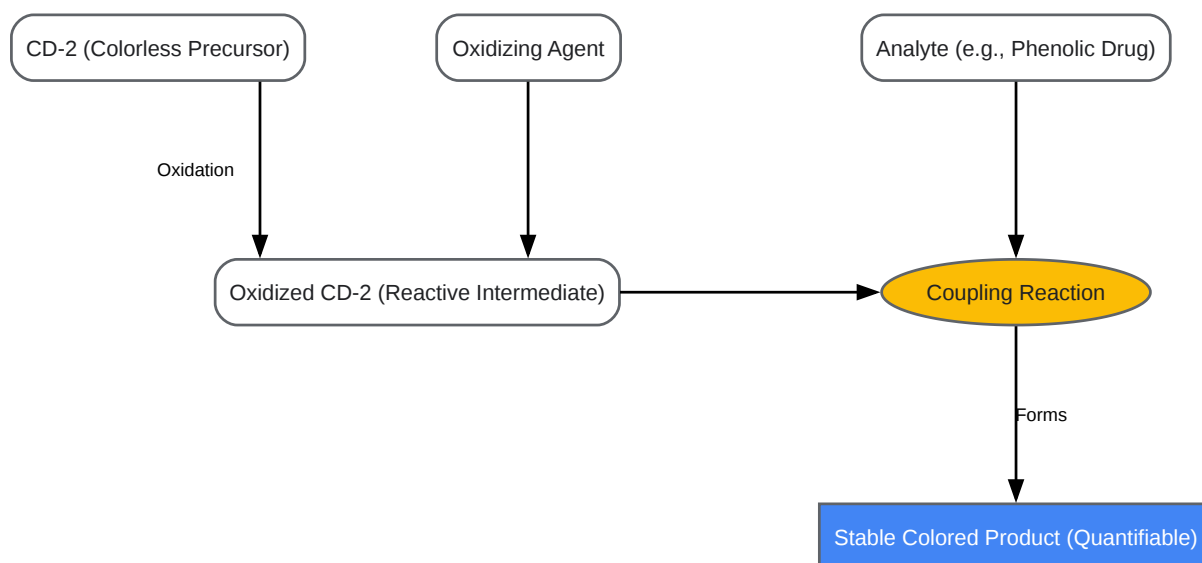 CD-2 (Colorless Precursor)
Oxidizing Agent
Analyte (e.g., Phenolic Drug)
Oxidation
Oxidized CD-2 (Reactive Intermediate)
Coupling Reaction
Forms
Stable Colored Product (Quantifiable)